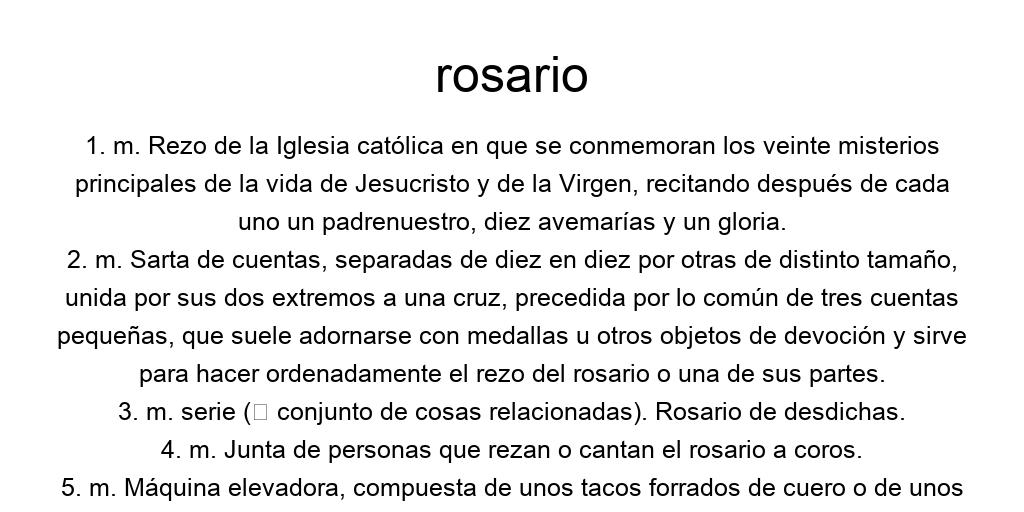 rosario
1. m. Rezo de la Iglesia católica en que se conmemoran los veinte misterios
principales de la vida de Jesucristo y de la Virgen, recitando después de cada
uno un padrenuestro, diez avemarías y un gloria.
2. m. Sarta de cuentas, separadas de diez en diez por otras de distinto tamaño,
unida por sus dos extremos a una cruz, precedida por lo común de tres cuentas
pequeñas, que suele adornarse con medallas u otros objetos de devoción y sirve
para hacer ordenadamente el rezo del rosario o una de sus partes.
3. m. serie (▯ conjunto de cosas relacionadas). Rosario de desdichas.
4. m. Junta de personas que rezan o cantan el rosario a coros.
5. m. Máquina elevadora, compuesta de unos tacos forrados de cuero o de unos